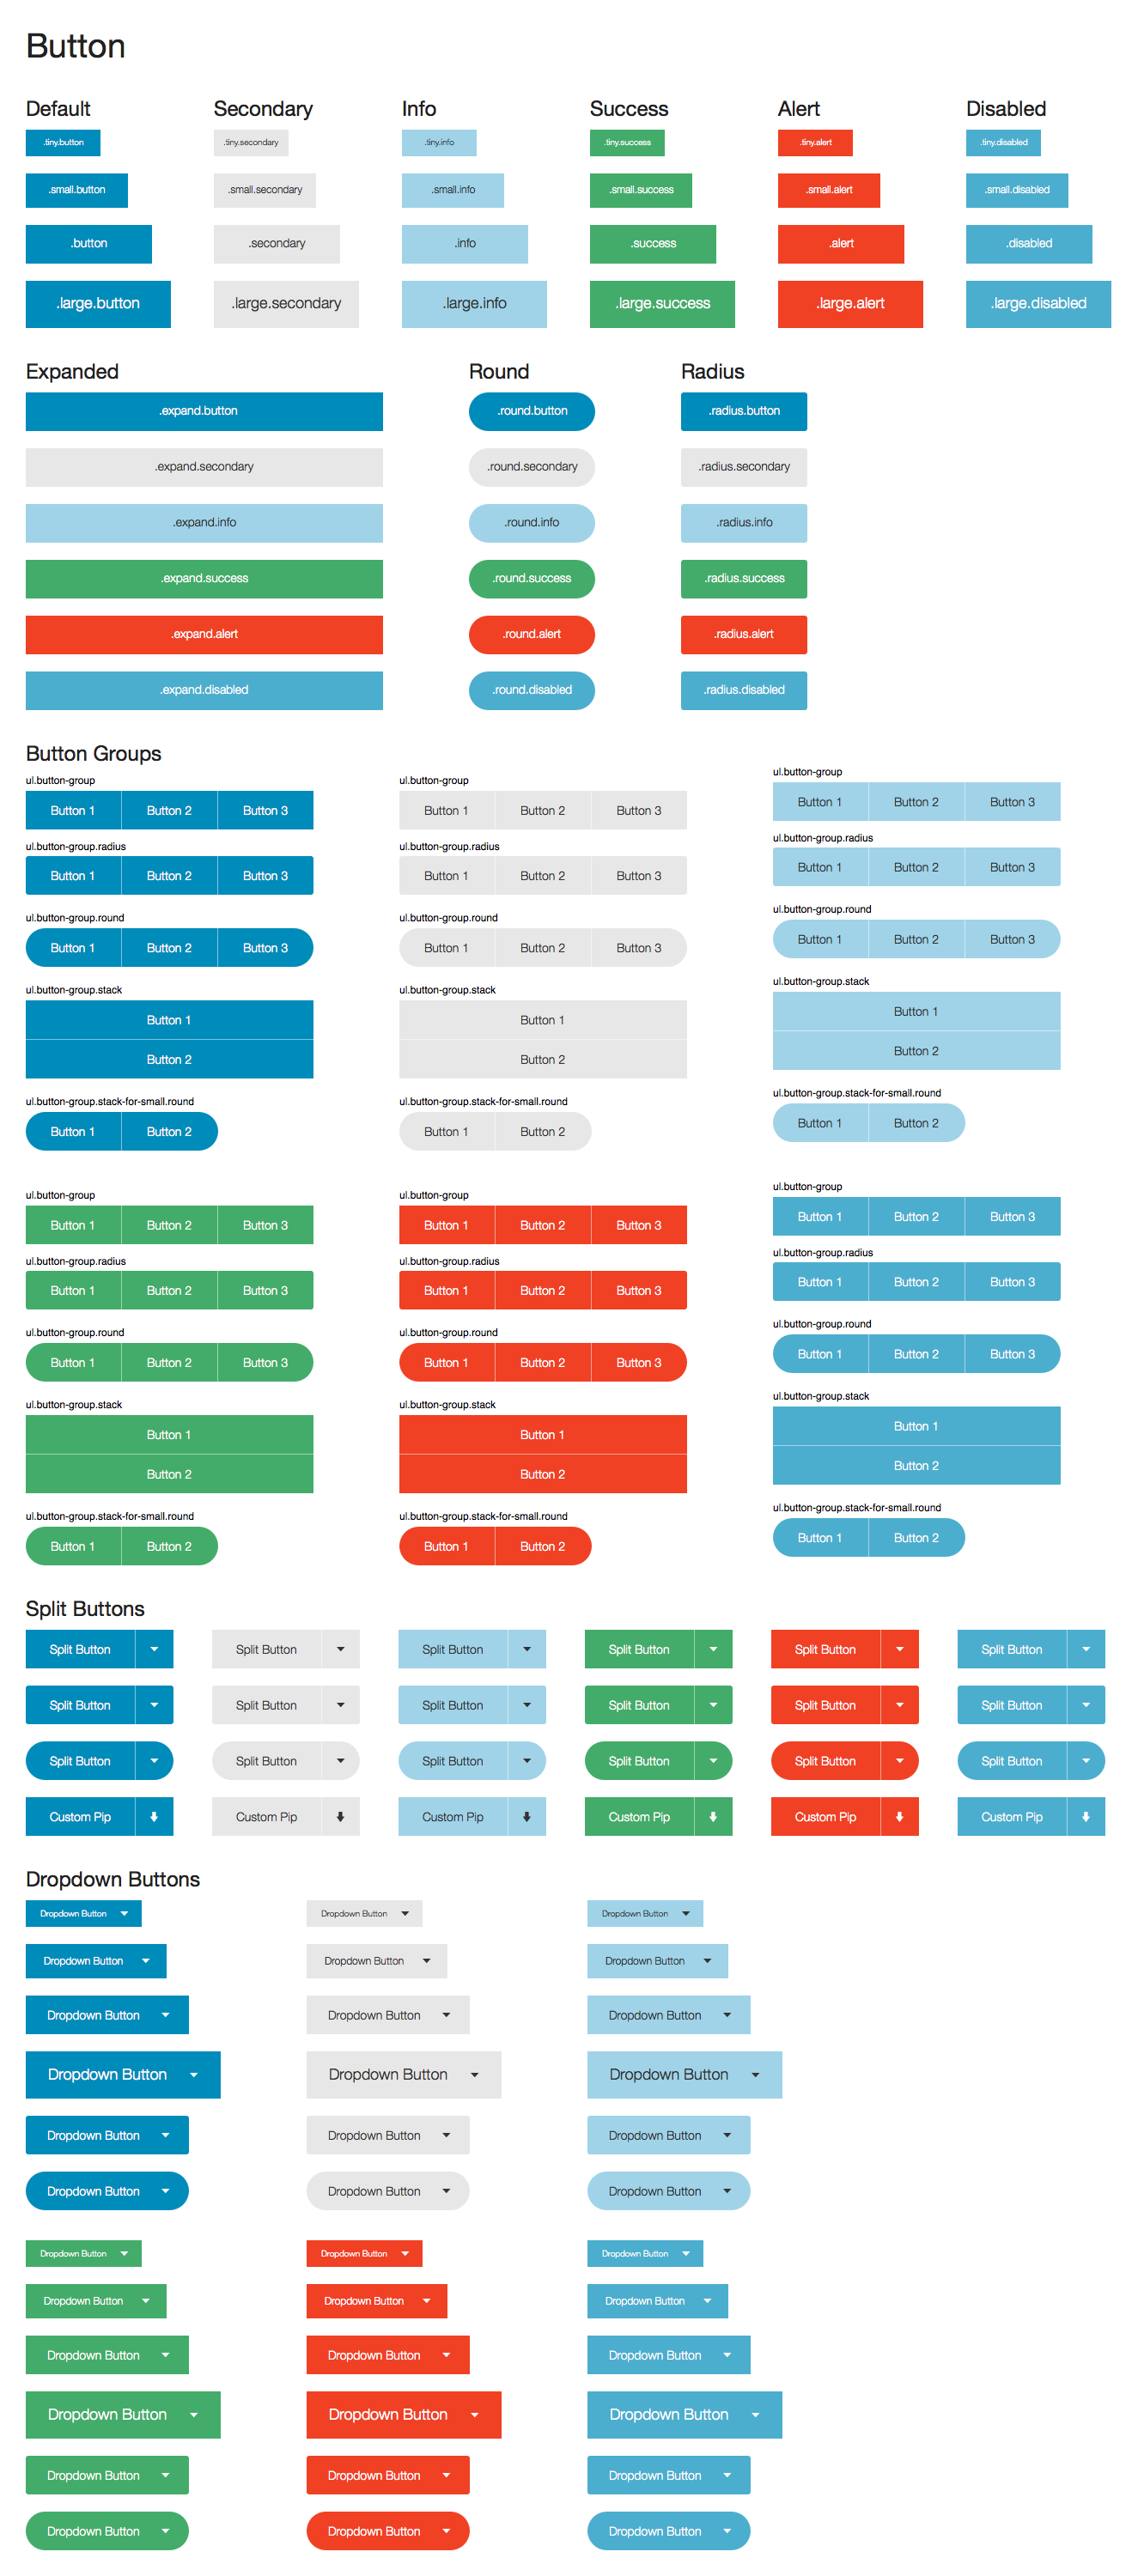 Button
Default Secondary Info Success Alert Disabled
.tiny.button .tiny.secondary .tiny.info .tiny.success .tiny.alert .tiny.disabled
.small.button .small.secondary .small.info .small.success .small.alert .small.disabled
.button .secondary .info .success .alert .disabled
.large.button .large.secondary .large.info .large.success .large.alert .large.disabled
Expanded Round Radius
.expand.button .round.button .radius.button
.expand.secondary .round.secondary .radius.secondary
.expand.info .round.info .radius.info
.expand.success .round.success .radius.success
.expand.alert .round.alert .radius.alert
.expand.disabled .round.disabled .radius.disabled
Button Groups
ul.button-group ul.button-group ul.button-group
Button 1 Button 2 Button 3 Button 1 Button 2 Button 3 Button 1 Button 2 Button 3
ul.button-group.radius ul.button-group.radius ul.button-group.radius
Button 1 Button 2 Button 3 Button 1 Button 2 Button 3 Button 1 Button 2 Button 3
ul.button-group.round ul.button-group.round ul.button-group.round
Button 1 Button 2 Button 3 Button 1 Button 2 Button 3 Button 1 Button 2 Button 3
ul.button-group.stack ul.button-group.stack ul.button-group.stack
Button 1 Button 1 Button 1
Button 2 Button 2 Button 2
ul.button-group.stack-for-small.round ul.button-group.stack-for-small.round ul.button-group.stack-for-small.round
Button 1 Button 2 Button 1 Button 2 Button 1 Button 2
ul.button-group ul.button-group ul.button-group
Button 1 Button 2 Button 3 Button 1 Button 2 Button 3 Button 1 Button 2 Button 3
ul.button-group.radius ul.button-group.radius ul.button-group.radius
Button 1 Button 2 Button 3 Button 1 Button 2 Button 3 Button 1 Button 2 Button 3
ul.button-group.round ul.button-group.round ul.button-group.round
Button 1 Button 2 Button 3 Button 1 Button 2 Button 3 Button 1 Button 2 Button 3
ul.button-group.stack ul.button-group.stack ul.button-group.stack
Button 1 Button 1 Button 1
Button 2 Button 2 Button 2
ul.button-group.stack-for-small.round ul.button-group.stack-for-small.round ul.button-group.stack-for-small.round
Button 1 Button 2 Button 1 Button 2 Button 1 Button 2
Split Buttons
Split Button Split Button Split Button Split Button Split Button Split Button
Split Button Split Button Split Button Split Button Split Button Split Button
Split Button Split Button Split Button Split Button Split Button Split Button
Custom Pip Custom Pip Custom Pip Custom Pip Custom Pip Custom Pip
Dropdown Buttons
Dropdown Button Dropdown Button Dropdown Button
Dropdown Button Dropdown Button Dropdown Button
Dropdown Button Dropdown Button Dropdown Button
Dropdown Button Dropdown Button Dropdown Button
Dropdown Button Dropdown Button Dropdown Button
Dropdown Button Dropdown Button Dropdown Button
Dropdown Button Dropdown Button Dropdown Button
Dropdown Button Dropdown Button Dropdown Button
Dropdown Button Dropdown Button Dropdown Button
Dropdown Button Dropdown Button Dropdown Button
Dropdown Button Dropdown Button Dropdown Button
Dropdown Button Dropdown Button Dropdown Button